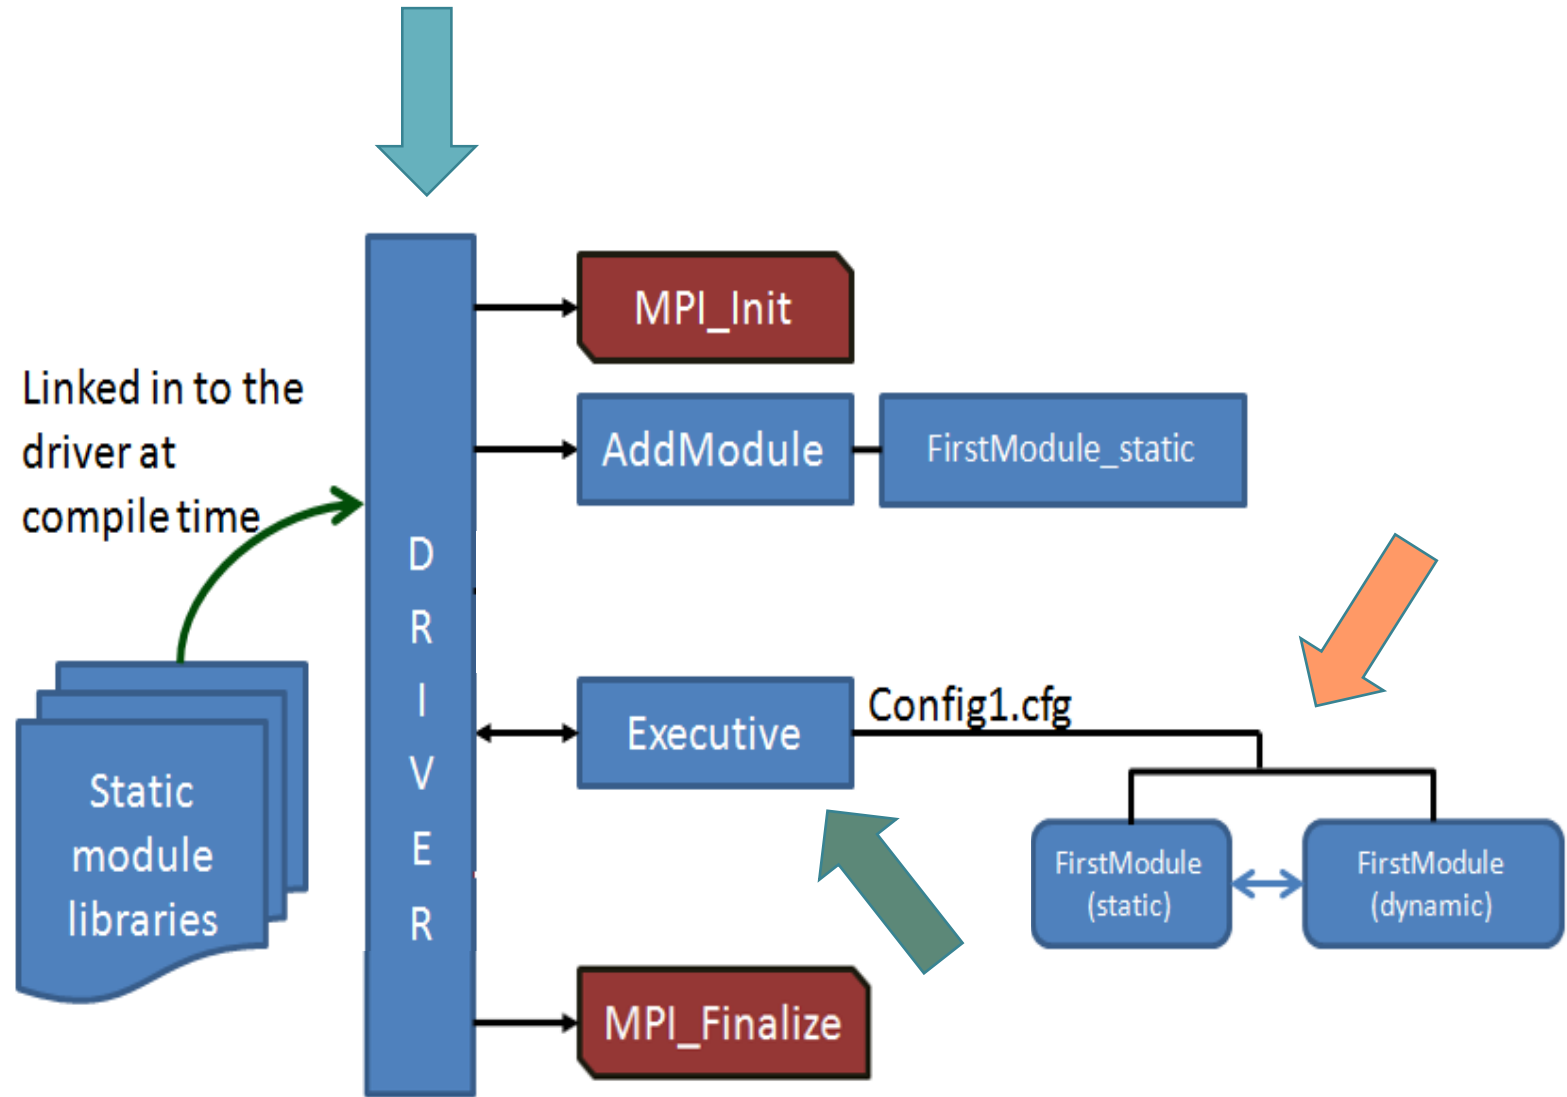 MPI_Init
Linked in to the
driver at
compile time
AddModule
FirstModule_static
D
R
I
V
E
R
Executive
Config1.cfg
Static
module
libraries
FirstModule
(static)
FirstModule
(dynamic)
MPI_Finalize